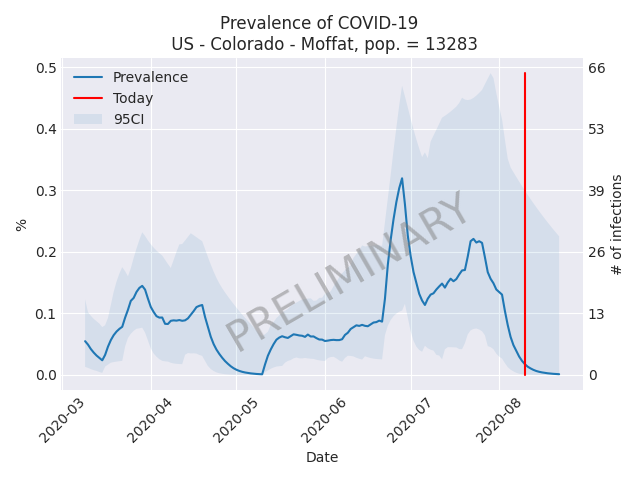 Prevalence of COVID-19
US - Colorado - Moffat, pop. = 13283
Prevalence
Today
95CI
0.5
0.4
0.3
0.2
0.1
0.0
%
66
53
39
26
13
0
# of infections
PRELIMINARY
2020-03
2020-04
2020-05
2020-06
2020-07
2020-08
Date